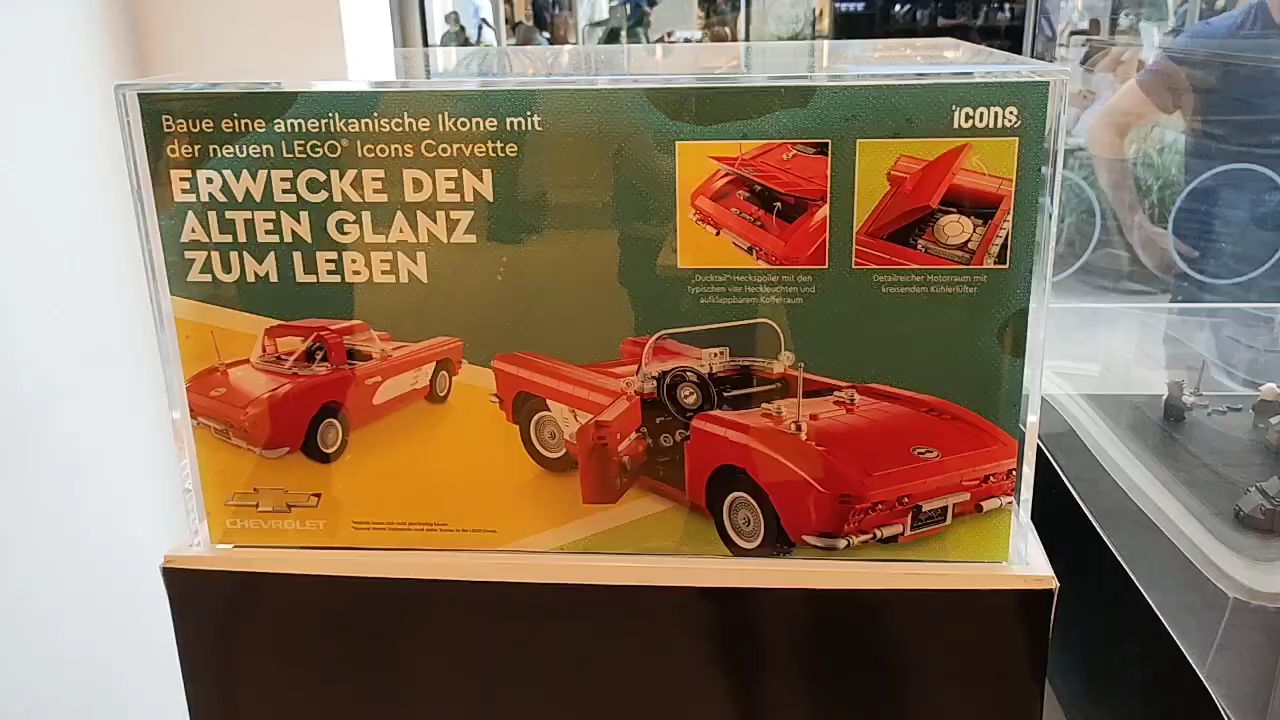 Baue eine amerikanische Ikone mit
der neuen LEGO® Icons Corvette
ERWECKE DEN
ALTEN GLANZ
ZUM LEBEN
ICONS
„Ducktail“-Heckspoiler mit den
typischen vier Heckleuchten und
aufklappbarem Kofferraum
Detailreicher Motorraum mit
kreisendem Kühlerlüfter
CHEVROLET